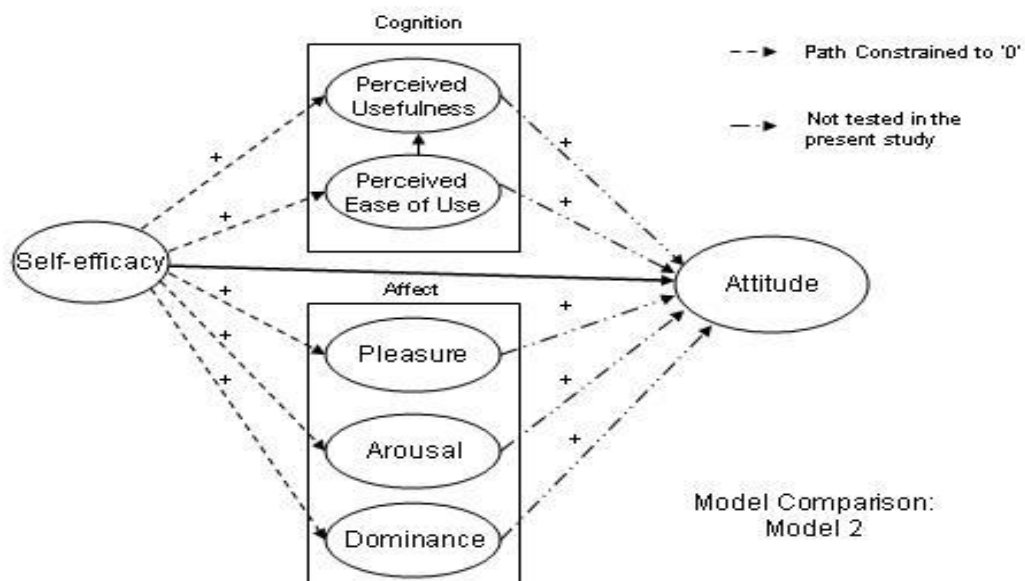 Cognition
Perceived
Usefulness
Perceived
Ease of Use
+
+
+
+
Path Constrained to '0'
Not tested in the
present study
Self-efficacy
Attitude
Affect
+
+
+
Pleasure
Arousal
Dominance
+
+
+
Model Comparison:
Model 2